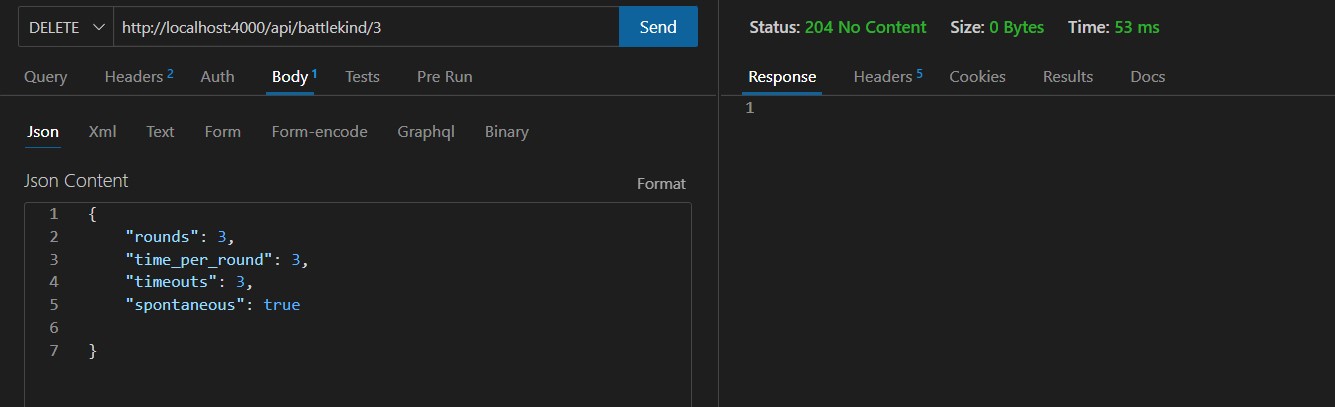 DELETE http://localhost:4000/api/battlekind/3 Send
Query Headers 2 Auth Body 1 Tests Pre Run
Json Xml Text Form Form-encode Graphql Binary
Json Content Format
1 {
2 "rounds": 3,
3 "time_per_round": 3,
4 "timeouts": 3,
5 "spontaneous": true
6
7 }
Status: 204 No Content Size: 0 Bytes Time: 53 ms
Response Headers 5 Cookies Results Docs
1